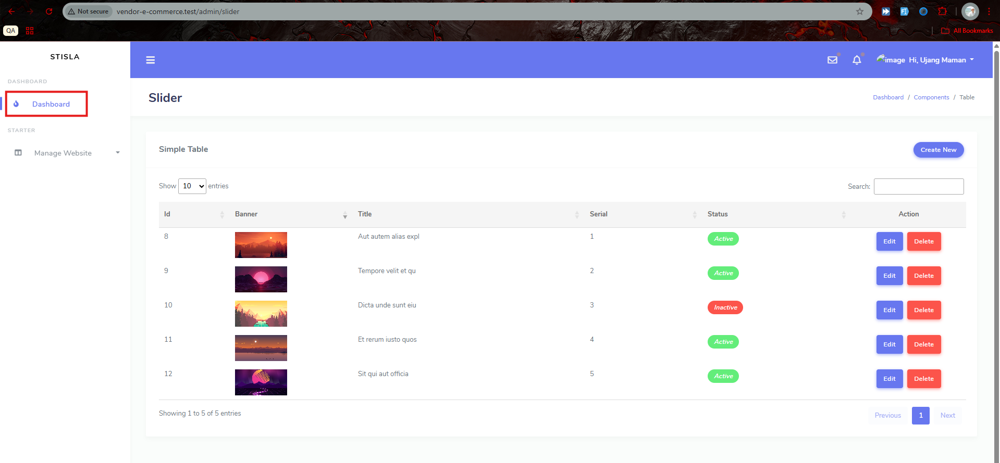 Not secure vendor-e-commerce.test/admin/slider
QA
All Bookmarks
STISLA
image Hi, Ujang Maman
DASHBOARD
Dashboard
STARTER
Manage Website
Slider
Dashboard / Components / Table
Simple Table
Create New
Show 10 entries
Search:
Id Banner Title Serial Status Action
8 Aut autem alias expl 1 Active Edit Delete
9 Tempore velit et qu 2 Active Edit Delete
10 Dicta unde sunt eiu 3 Inactive Edit Delete
11 Et rerum iusto quos 4 Active Edit Delete
12 Sit qui aut officia 5 Active Edit Delete
Showing 1 to 5 of 5 entries
Previous 1 Next